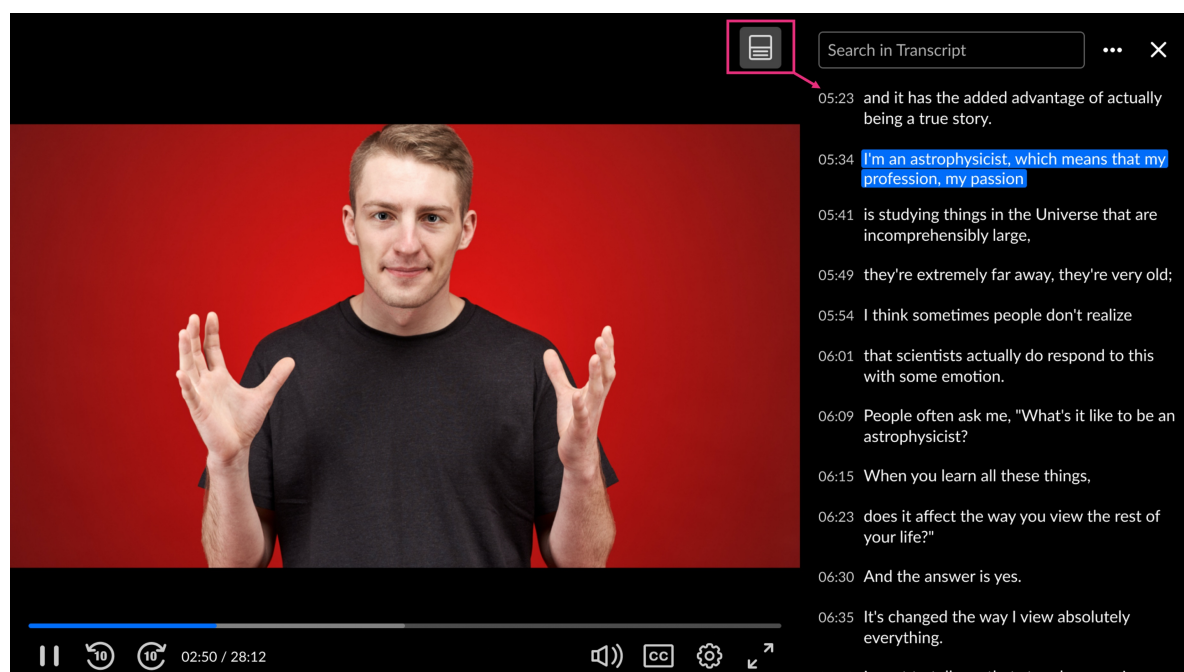 Search in Transcript
05:23 and it has the added advantage of actually
being a true story.
05:34 I'm an astrophysicist, which means that my
profession, my passion
05:41 is studying things in the Universe that are
incomprehensibly large,
05:49 they're extremely far away, they're very old;
05:54 I think sometimes people don't realize
06:01 that scientists actually do respond to this
with some emotion.
06:09 People often ask me, "What's it like to be an
astrophysicist?
06:15 When you learn all these things,
06:23 does it affect the way you view the rest of
your life?"
06:30 And the answer is yes.
06:35 It's changed the way I view absolutely
everything.
10 10 02:50 / 28:12 CC